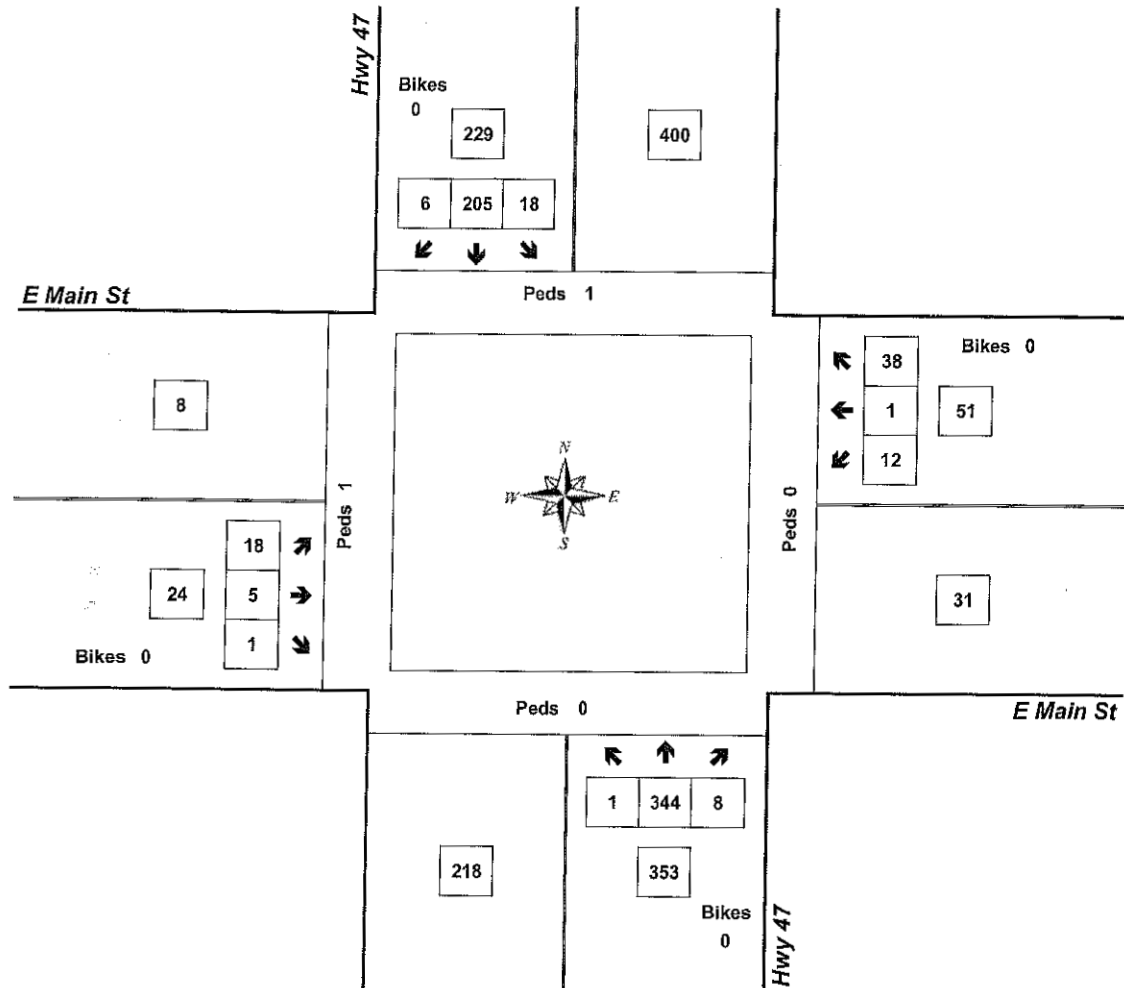 Hwy 47
Bikes
0
229
400
6 205 18
Peds 1
E Main St
8
38
1
12
51
Bikes 0
N
W E
S
Peds 1
Peds 0
18
5
1
24
Bikes 0
31
Peds 0
E Main St
1 344 8
218
353
Bikes
0
Hwy 47